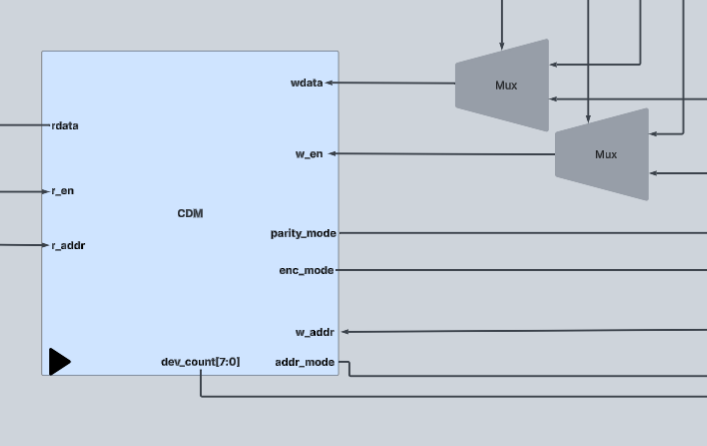 wdata
Mux
rdata
w_en
Mux
r_en
CDM
parity_mode
r_addr
enc_mode
w_addr
dev_count[7:0]
addr_mode